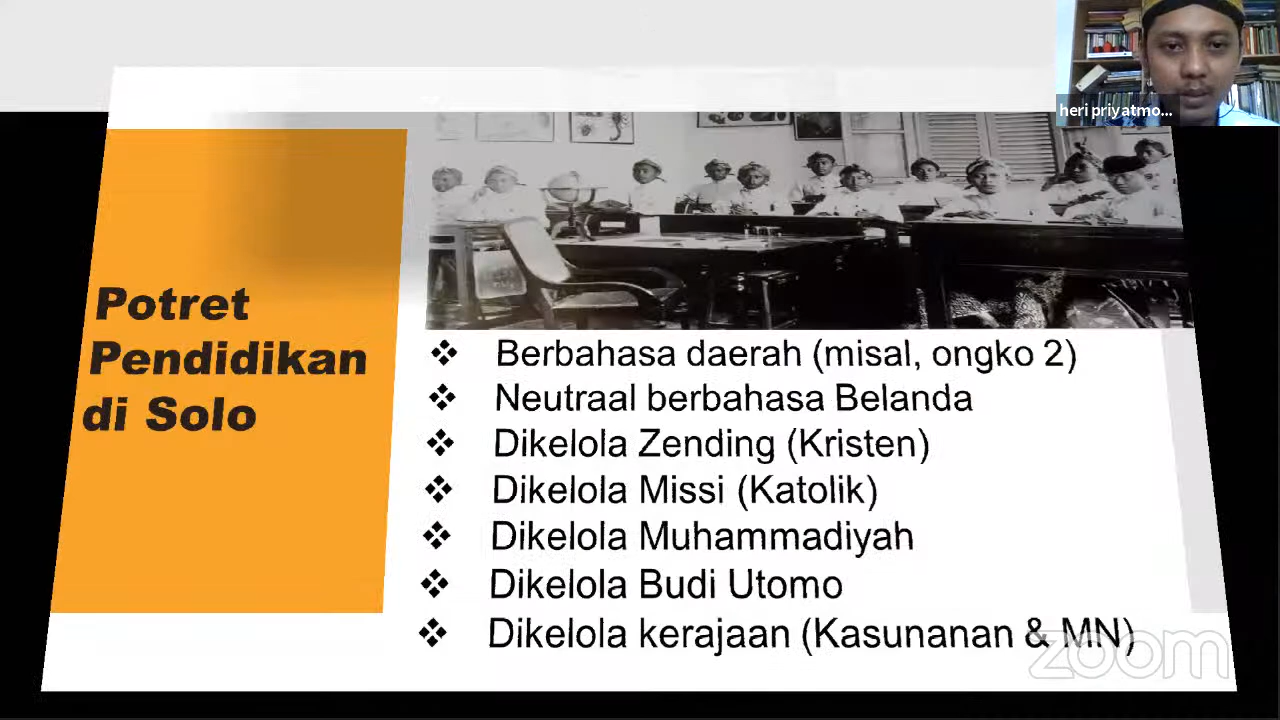 heri priyatmo...
Potret
Pendidikan
di Solo
❖ Berbahasa daerah (misal, ongko 2)
❖ Neutraal berbahasa Belanda
❖ Dikelola Zending (Kristen)
❖ Dikelola Missi (Katolik)
❖ Dikelola Muhammadiyah
❖ Dikelola Budi Utomo
❖ Dikelola kerajaan (Kasunanan & MN)
zoom